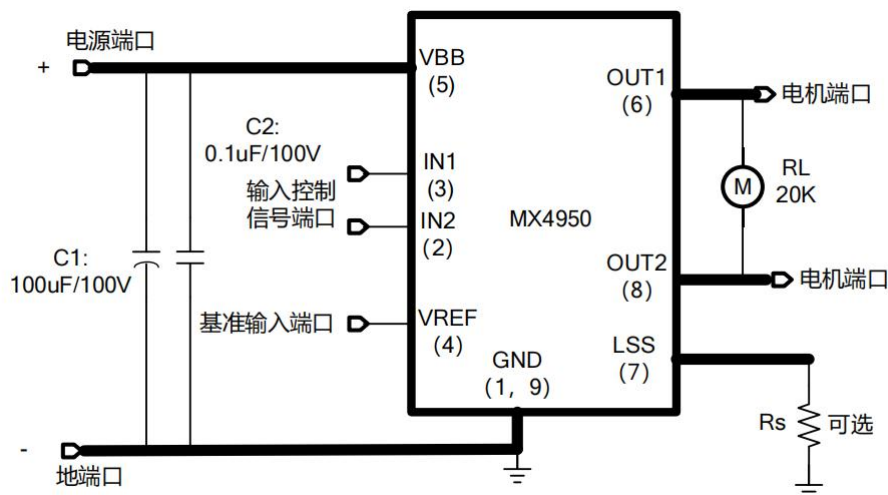 电源端口
+
VBB
(5)
OUT1
(6)
电机端口
C2:
0.1uF/100V
IN1
(3)
输入控制
信号端口
IN2
(2)
MX4950
M
RL
20K
C1:
100uF/100V
OUT2
(8)
电机端口
基准输入端口
VREF
(4)
GND
(1，9)
LSS
(7)
Rs
可选
-
地端口